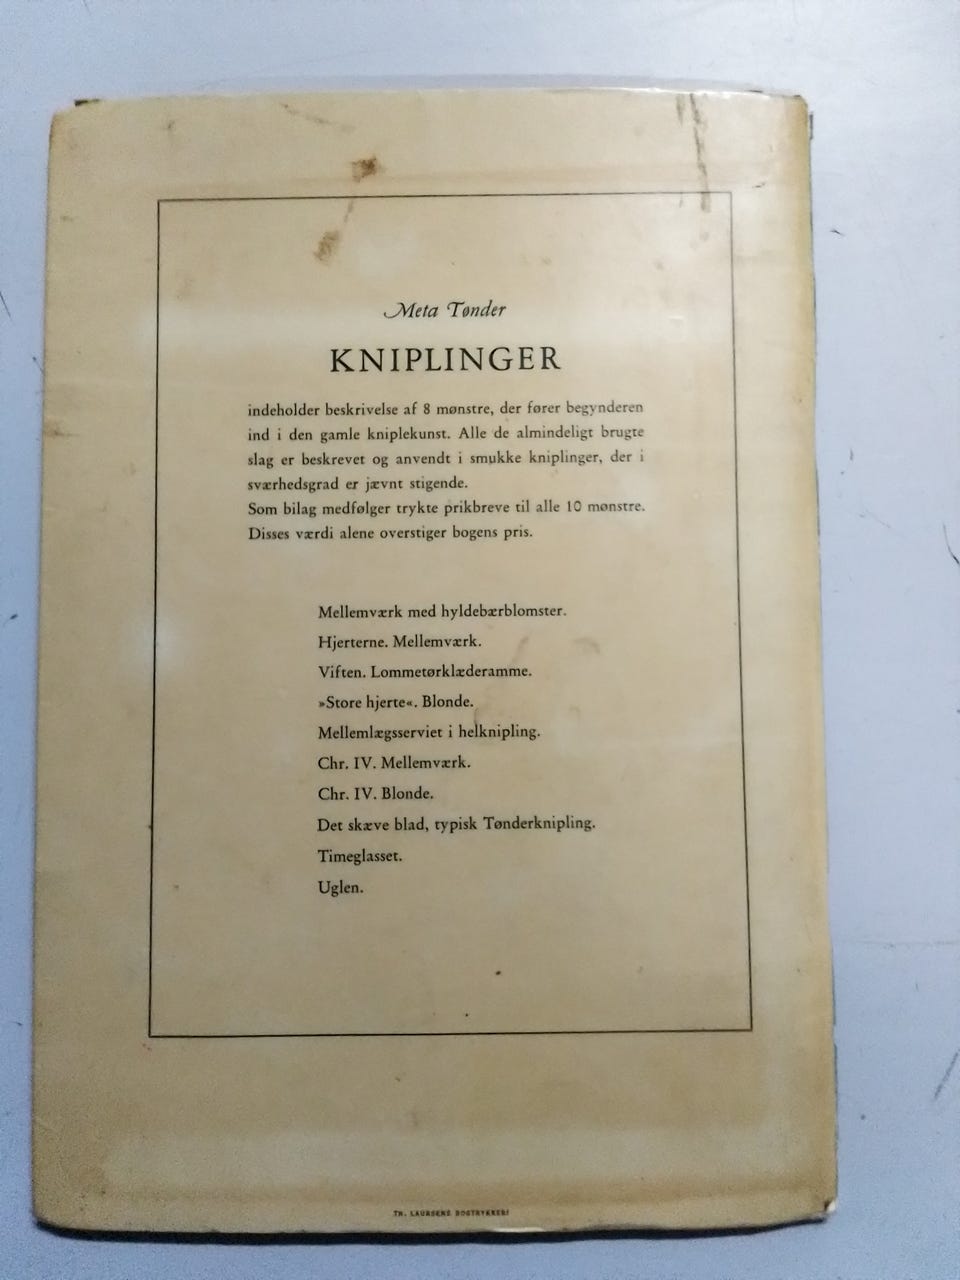 Meta Tønder
KNIPLINGER
indeholder beskrivelse af 8 mønstre, der fører begynderen
ind i den gamle kniplekunst. Alle de almindeligt brugte
slag er beskrevet og anvendt i smukke kniplinger, der i
sværhedsgrad er jævnt stigende.
Som bilag medfølger trykte prikbreve til alle 10 mønstre.
Disses værdi alene overstiger bogens pris.
Mellemværk med hyldebærblomster.
Hjerterne. Mellemværk.
Viften. Lommetørklæderamme.
»Store hjerte«. Blonde.
Mellemlægsserviet i helknipling.
Chr. IV. Mellemværk.
Chr. IV. Blonde.
Det skæve blad, typisk Tønderknipling.
Timeglasset.
Uglen.
TH. LAURSENS BOGTRYKKERI